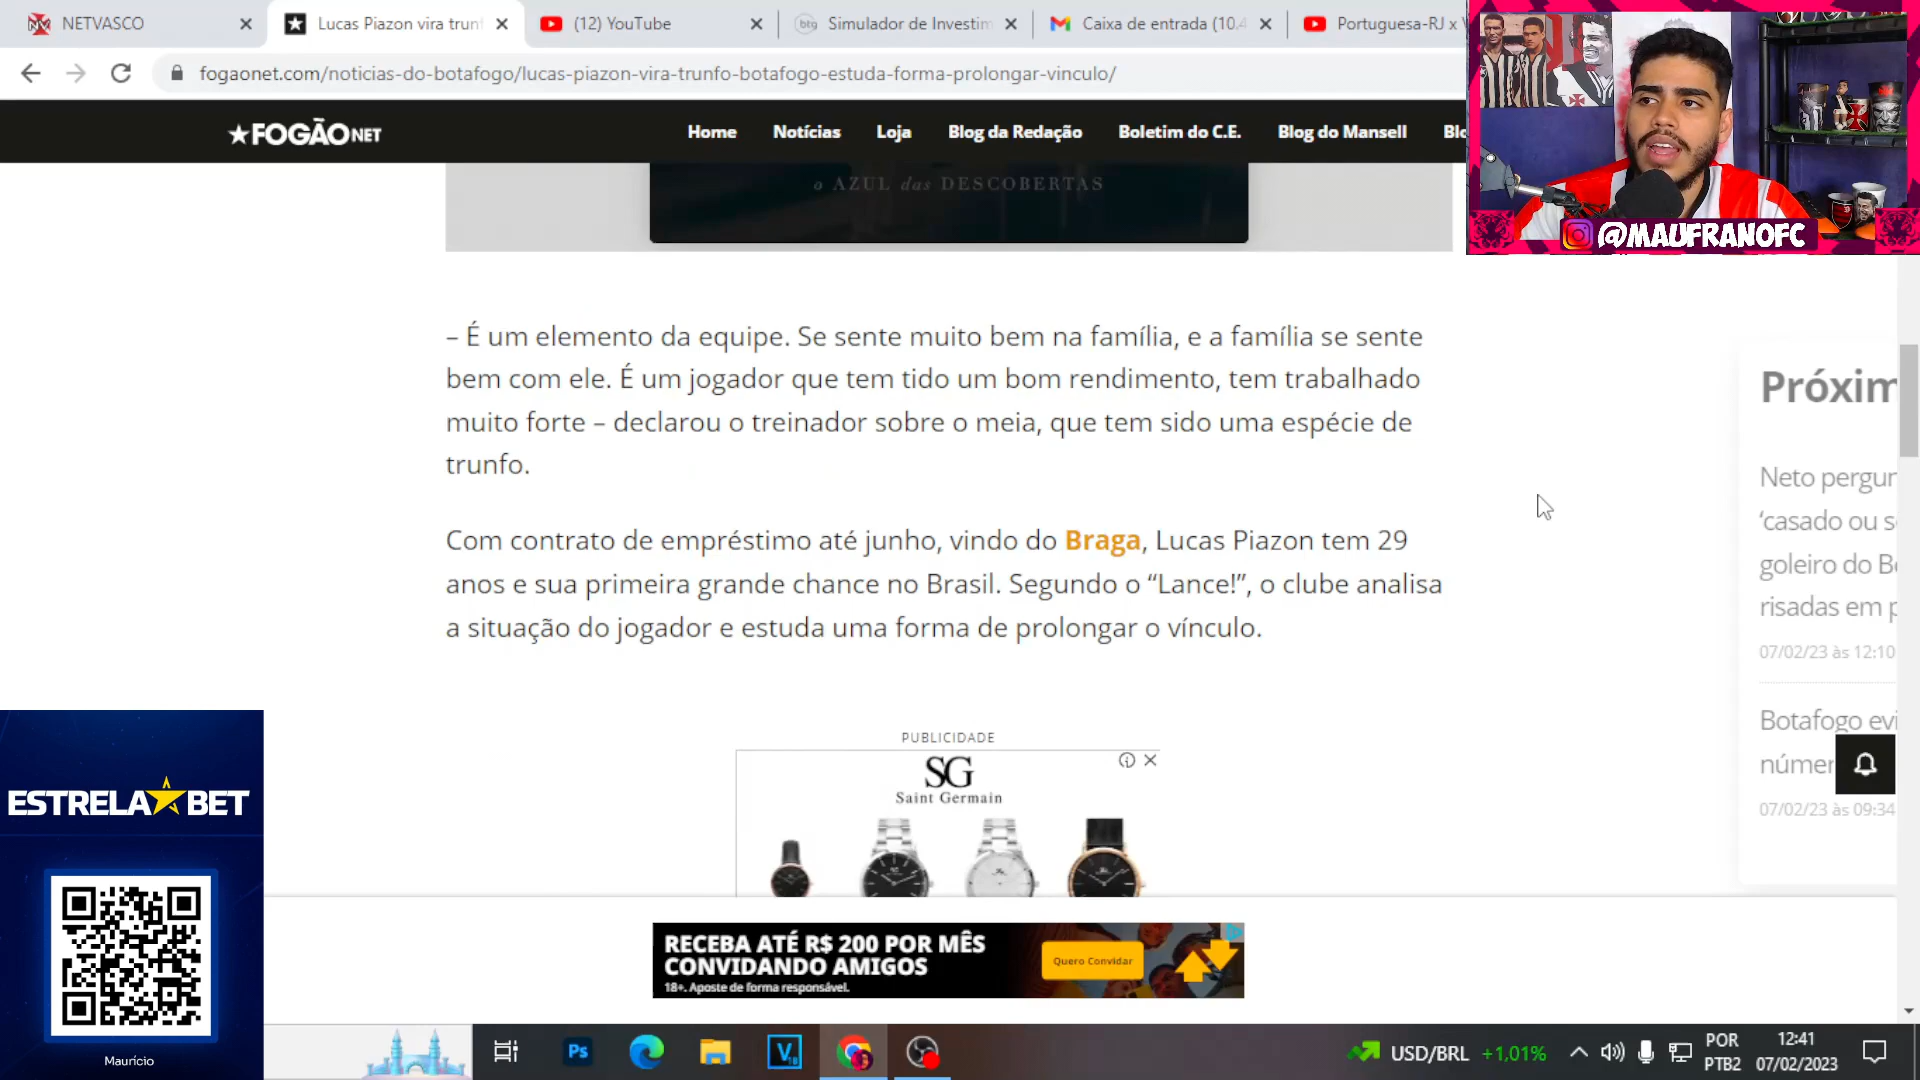 NETVASCO
Lucas Piazon vira trunf
(12) YouTube
btg
Simulador de Investim
Caixa de entrada (10.4
Portuguesa-RJ x V
fogaonet.com/noticias-do-botafogo/lucas-piazon-vira-trunfo-botafogo-estuda-forma-prolongar-vinculo/
FOGÃO NET
Home
Notícias
Loja
Blog da Redação
Boletim do C.E.
Blog do Mansell
Blo
@MAUFRANOFC
o AZUL das DESCOBERTAS
– É um elemento da equipe. Se sente muito bem na família, e a família se sente
bem com ele. É um jogador que tem tido um bom rendimento, tem trabalhado
muito forte – declarou o treinador sobre o meia, que tem sido uma espécie de
trunfo.
Com contrato de empréstimo até junho, vindo do Braga, Lucas Piazon tem 29
anos e sua primeira grande chance no Brasil. Segundo o “Lance!”, o clube analisa
a situação do jogador e estuda uma forma de prolongar o vínculo.
Próxim
Neto pergun
‘casado ou s
goleiro do B
risadas em p
07/02/23 às 12:10
Botafogo evi
númer
07/02/23 às 09:34
PUBLICIDADE
SG
Saint Germain
ESTRELA BET
Maurício
RECEBA ATÉ R$ 200 POR MÊS
CONVIDANDO AMIGOS
18+. Aposte de forma responsável.
Quero Convidar
Ps
V
18
USD/BRL +1,01%
POR
PTB2
12:41
07/02/2023